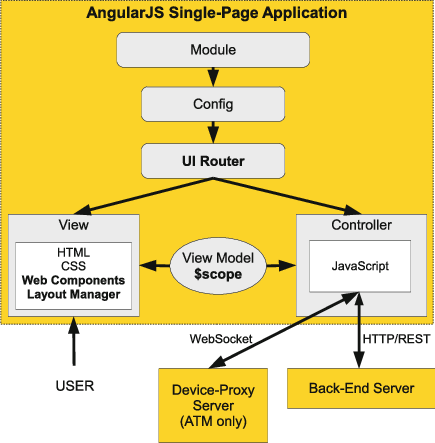 AngularJS Single-Page Application
Module
Config
UI Router
View
HTML
CSS
Web Components
Layout Manager
View Model
$scope
Controller
JavaScript
WebSocket
HTTP/REST
USER
Device-Proxy
Server
(ATM only)
Back-End Server